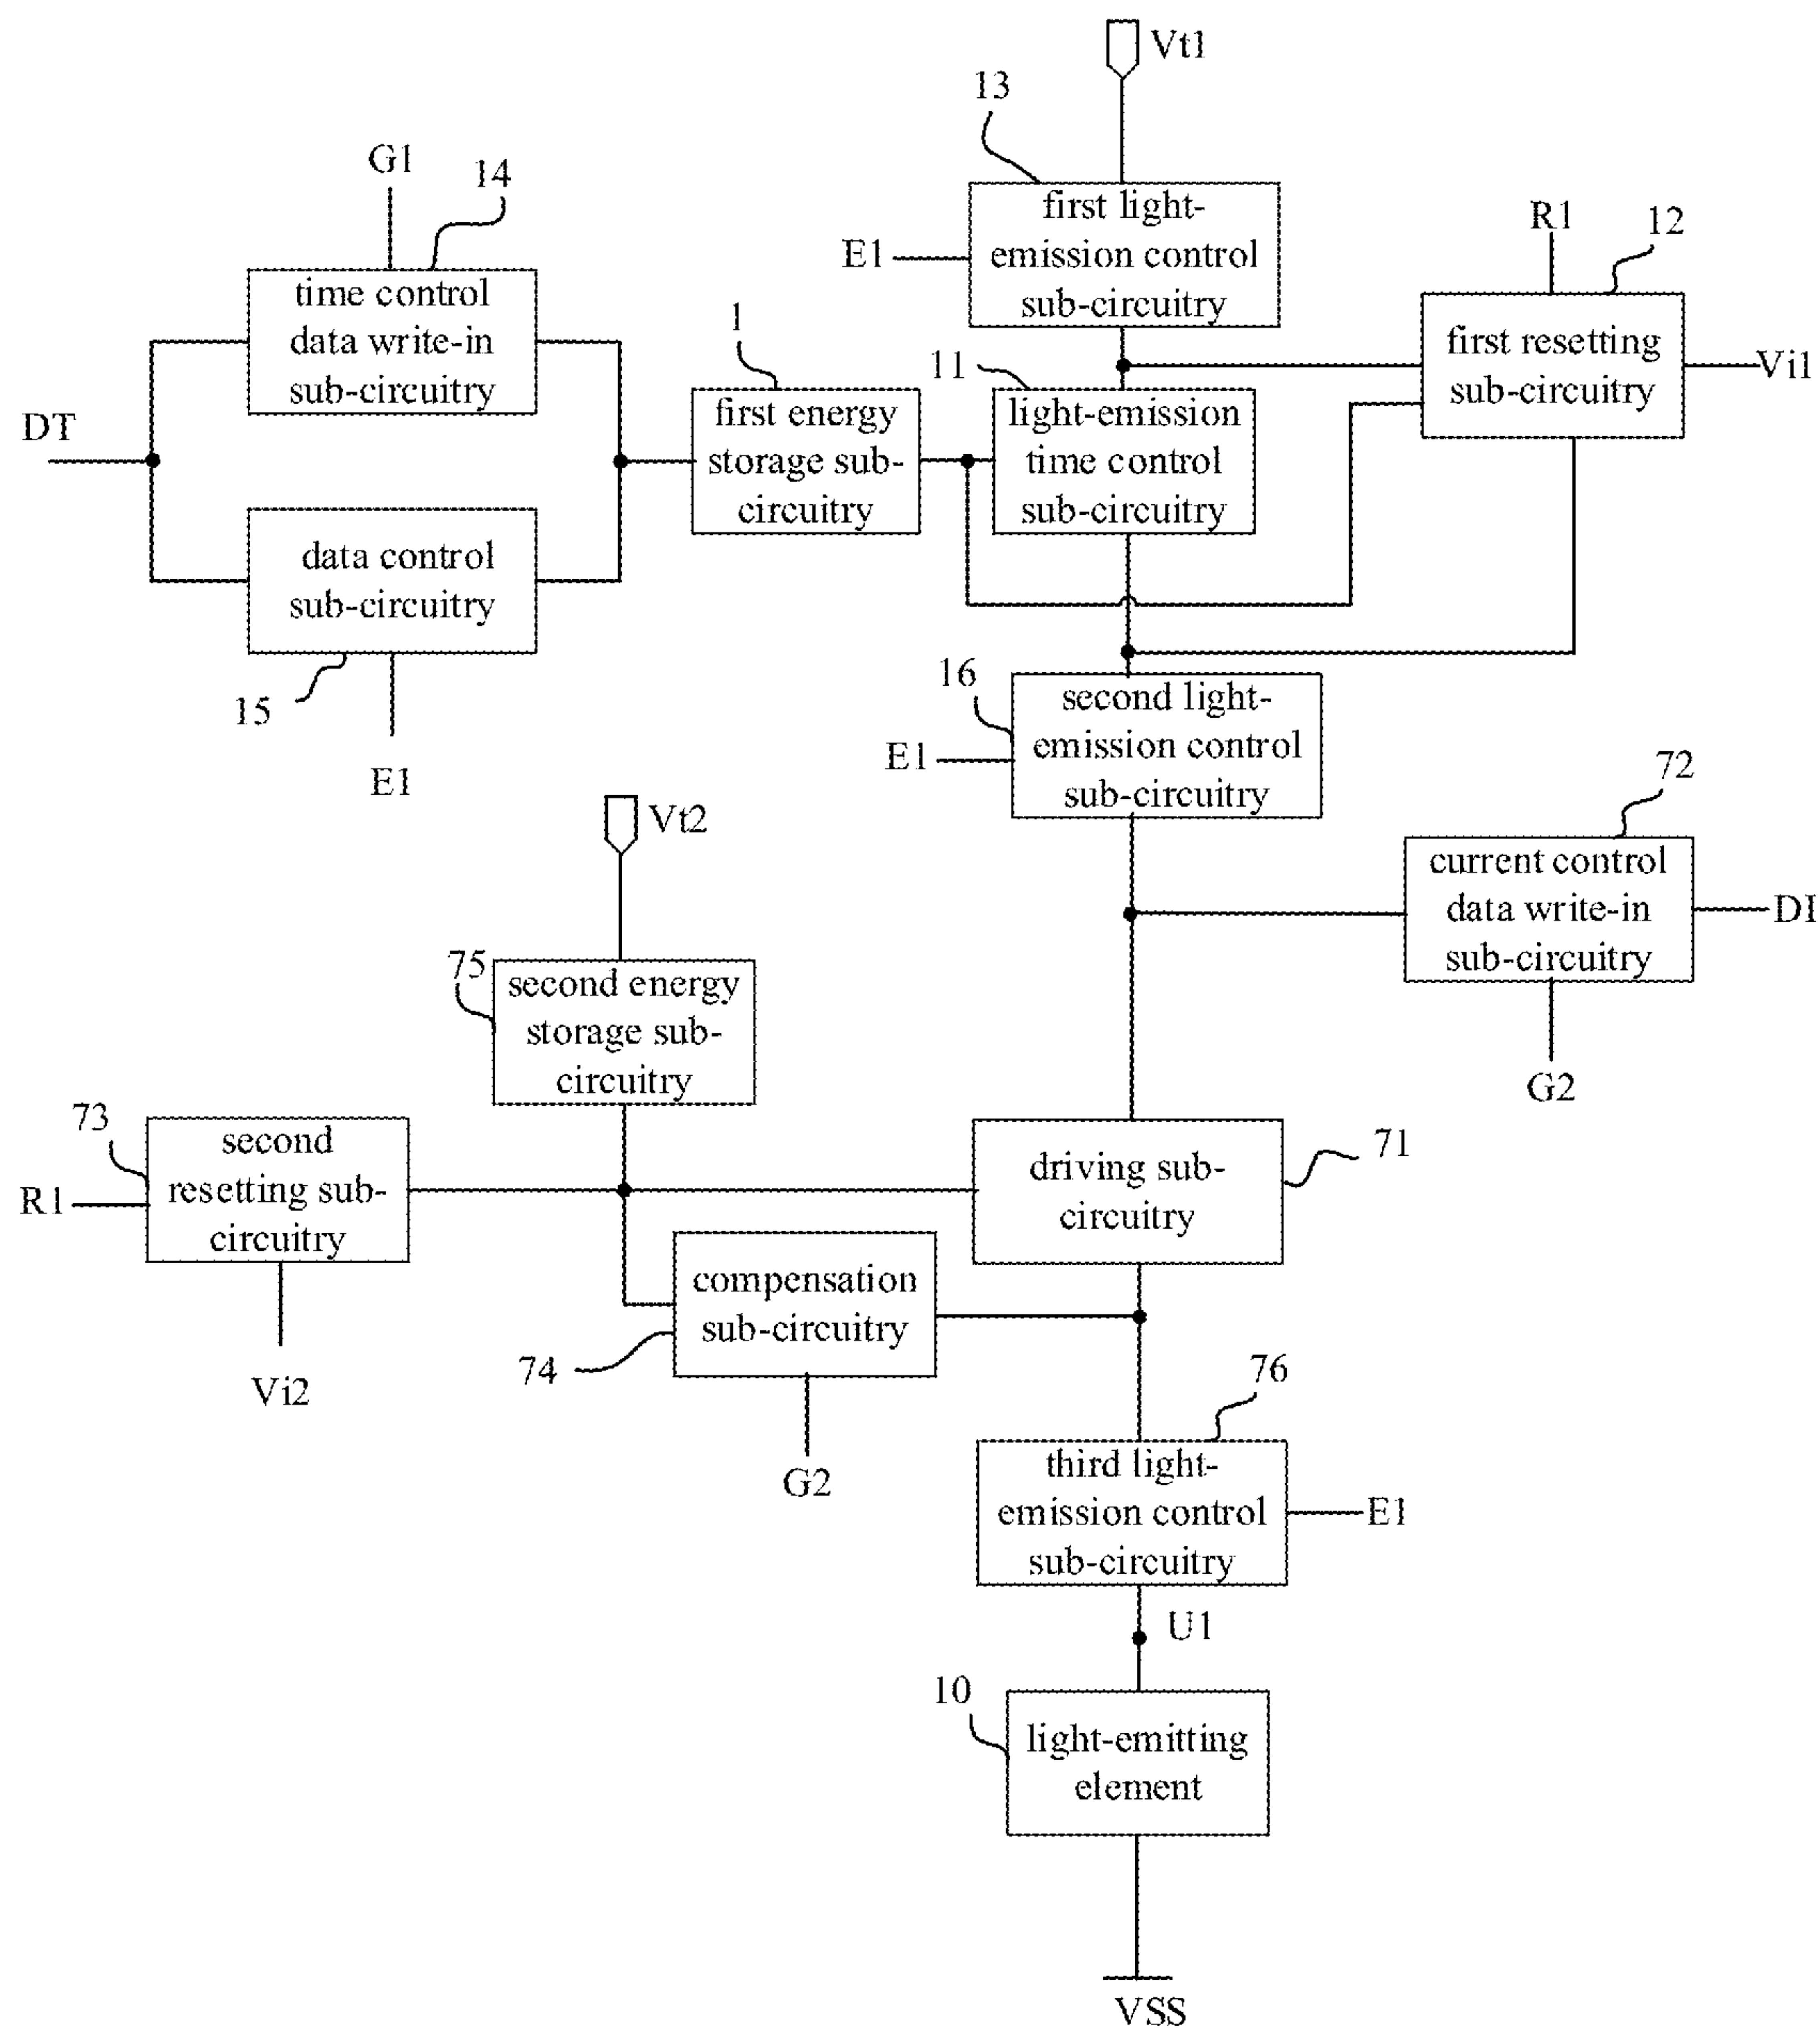 Vt1
13
G1
14
first light-
emission control
sub-circuitry
E1
R1
12
time control
data write-in
sub-circuitry
1
11
first resetting
sub-circuitry
Vi1
DT
first energy
storage sub-
circuitry
light-emission
time control
sub-circuitry
data control
sub-circuitry
15
E1
16
second light-
emission control
sub-circuitry
E1
72
Vt2
current control
data write-in
sub-circuitry
DI
G2
75
second energy
storage sub-
circuitry
73
second
resetting sub-
circuitry
R1
Vi2
driving sub-
circuitry
71
compensation
sub-circuitry
74
G2
76
third light-
emission control
sub-circuitry
E1
U1
10
light-emitting
element
VSS